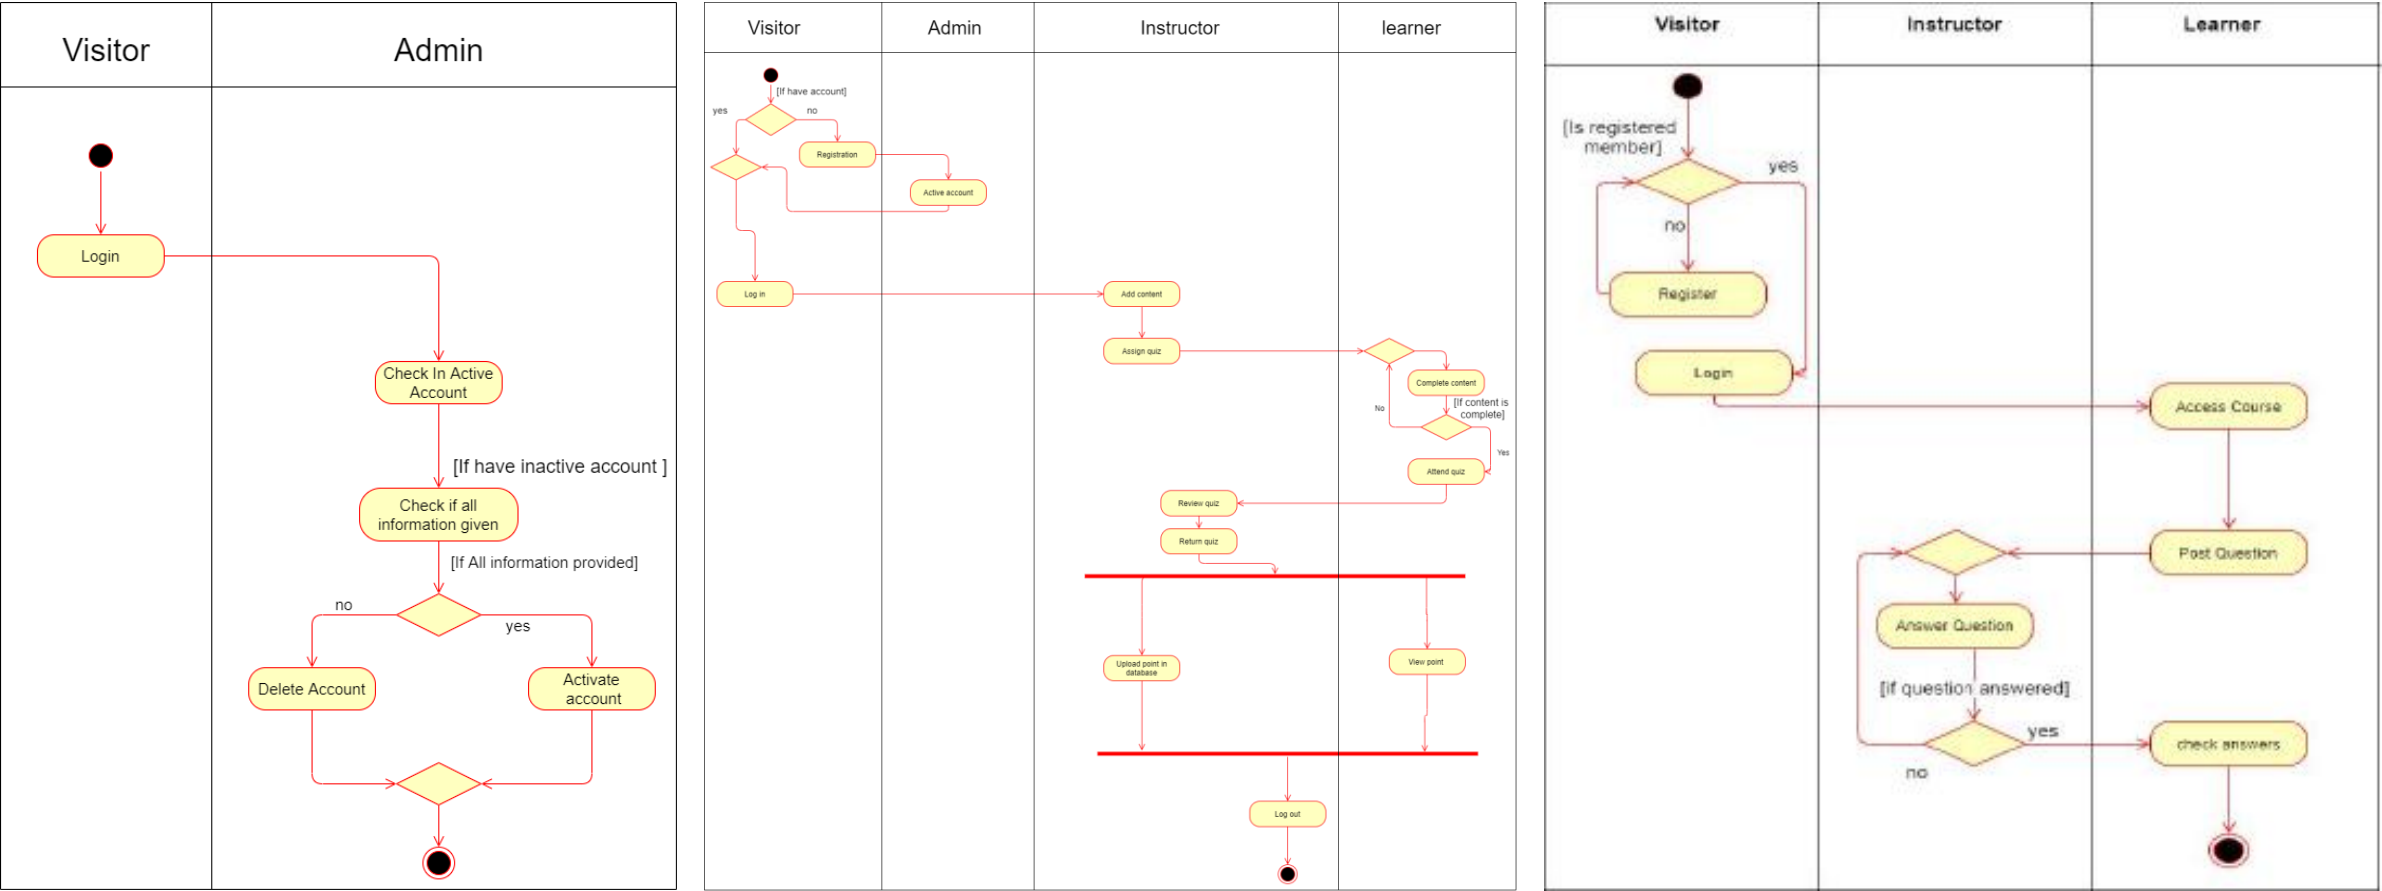 Visitor
Admin
Login
Check In Active
Account
[If have inactive account ]
Check if all
information given
[If All information provided]
no
yes
Delete Account
Activate
account
Visitor
Admin
Instructor
learner
[If have account]
yes
no
Registration
Active account
Log in
Add content
Assign quiz
Complete content
[If content is
complete]
No
Yes
Attend quiz
Review quiz
Return quiz
Upload point in
database
View point
Log out
Visitor
Instructor
Learner
[Is registered
member]
yes
no
Register
Login
Access Course
Post Question
Answer Question
[if question answered]
yes
no
check answers